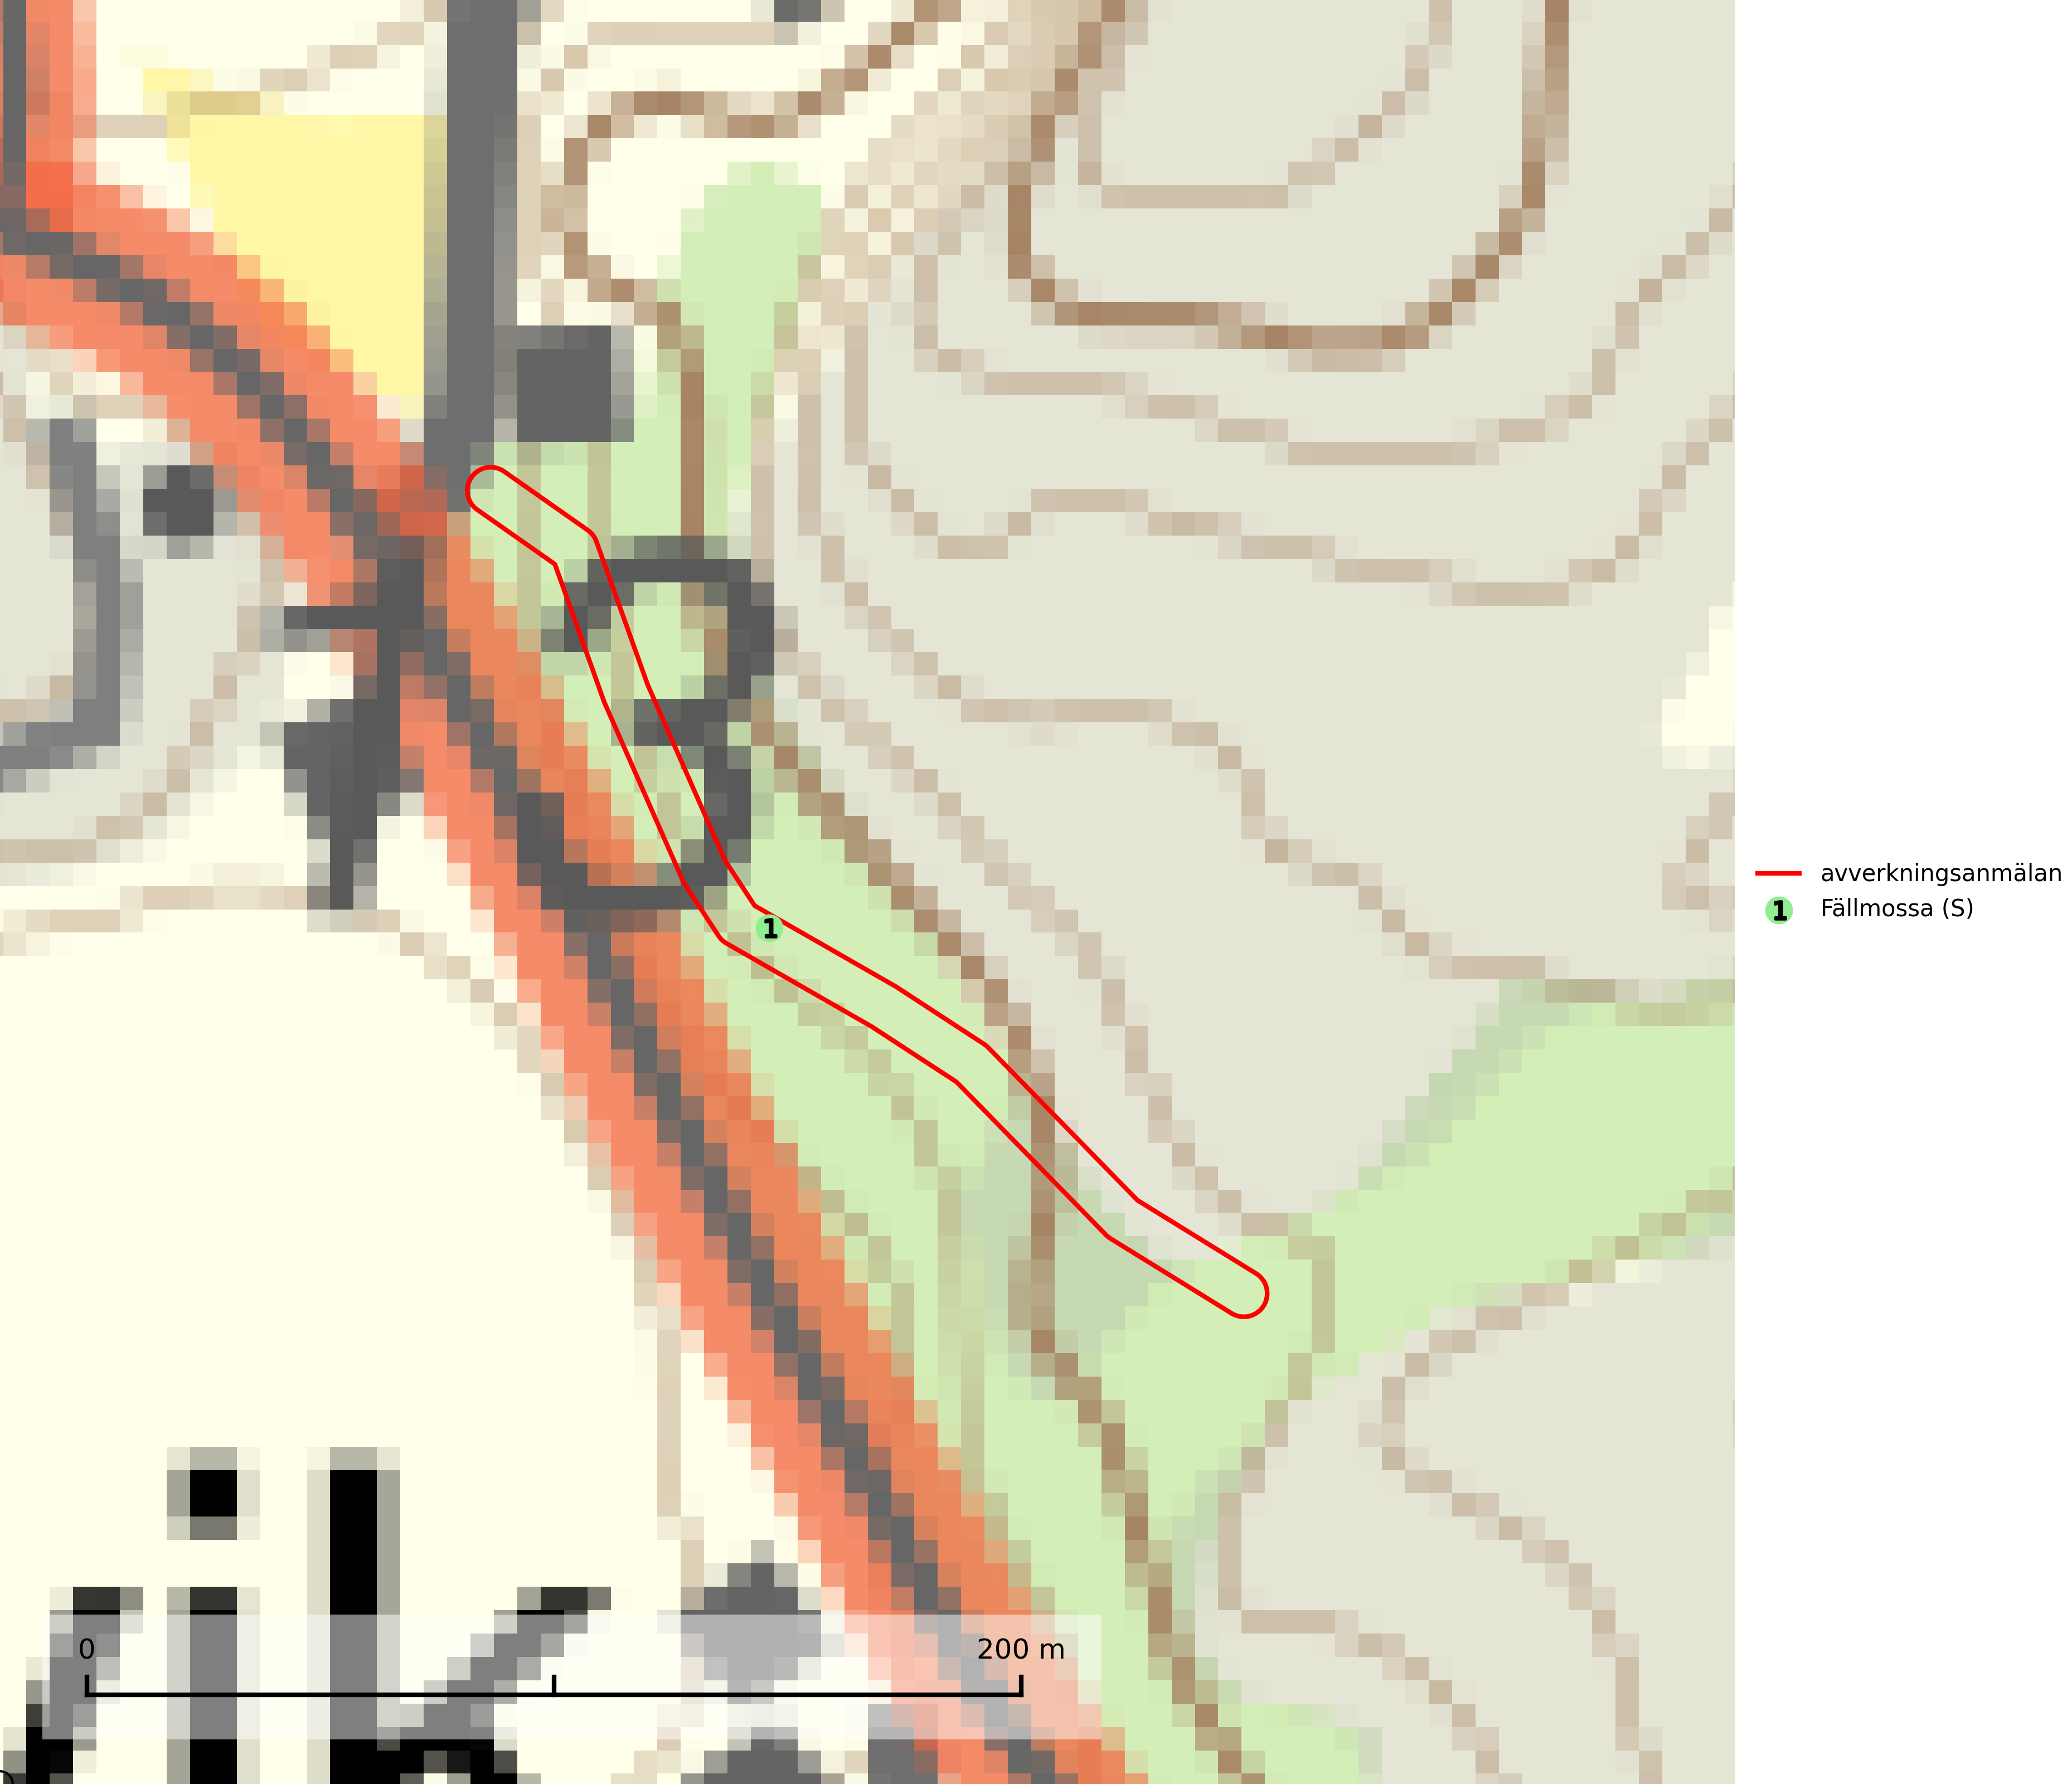 1
avverkningsanmälan
1 Fällmossa (S)
0 200 m